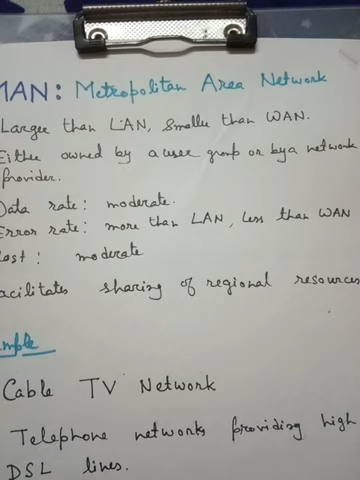 MAN: Metropolitan Area Network
Larger than LAN, Smaller than WAN.
Either owned by a user group or by a network
Provider.
Data rate: moderate.
Error rate: more than LAN, less than WAN
Cost: moderate
acilitates sharing of regional resources
mple
Cable TV Network
Telephone networks providing high
DSL lines.